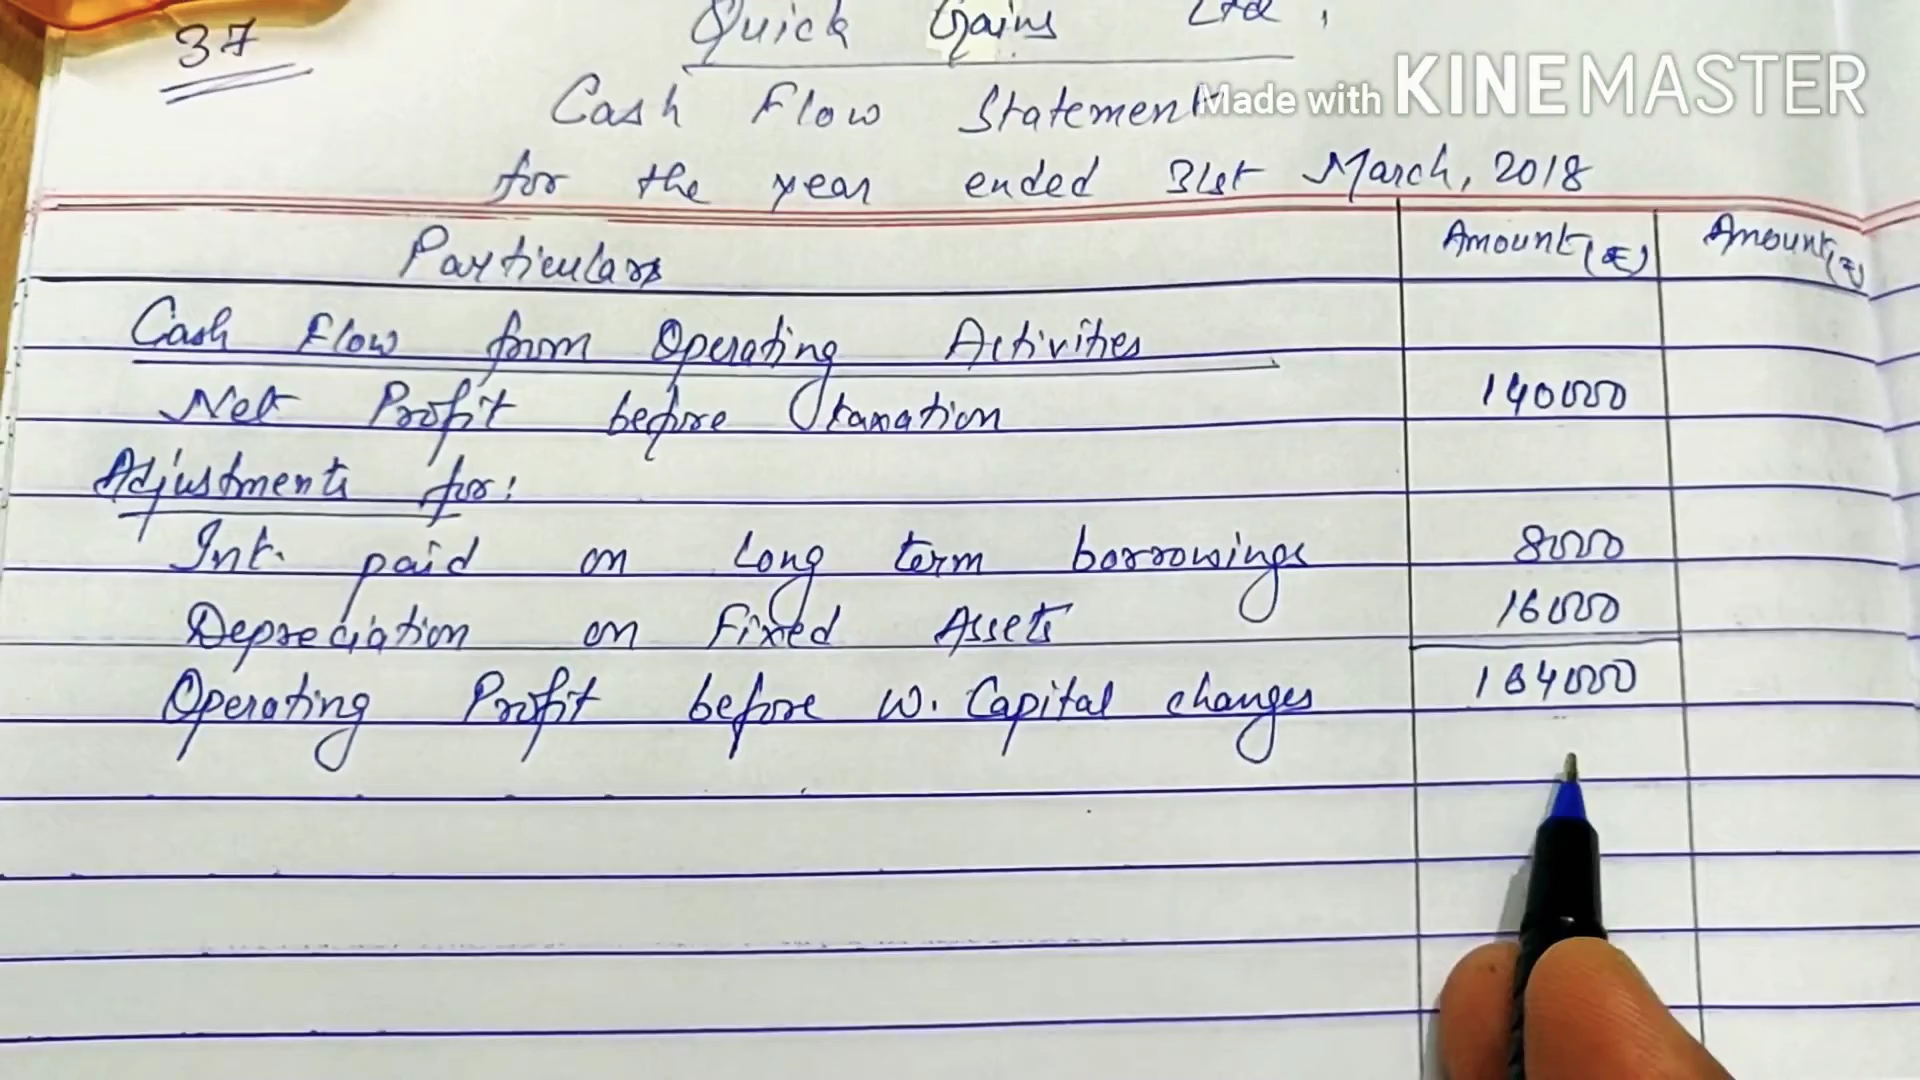 37
Quick Gains Ltd.
Made with KINEMASTER
Cash Flow Statement
for the year ended 31st March, 2018
Particulars Amount (₹) Amount (₹)
Cash Flow from Operating Activities
Net Profit before taxation 140000
Adjustments for:
Int. paid on long term borrowings 8000
Depreciation on Fixed Assets 16000
Operating Profit before w. Capital changes 164000